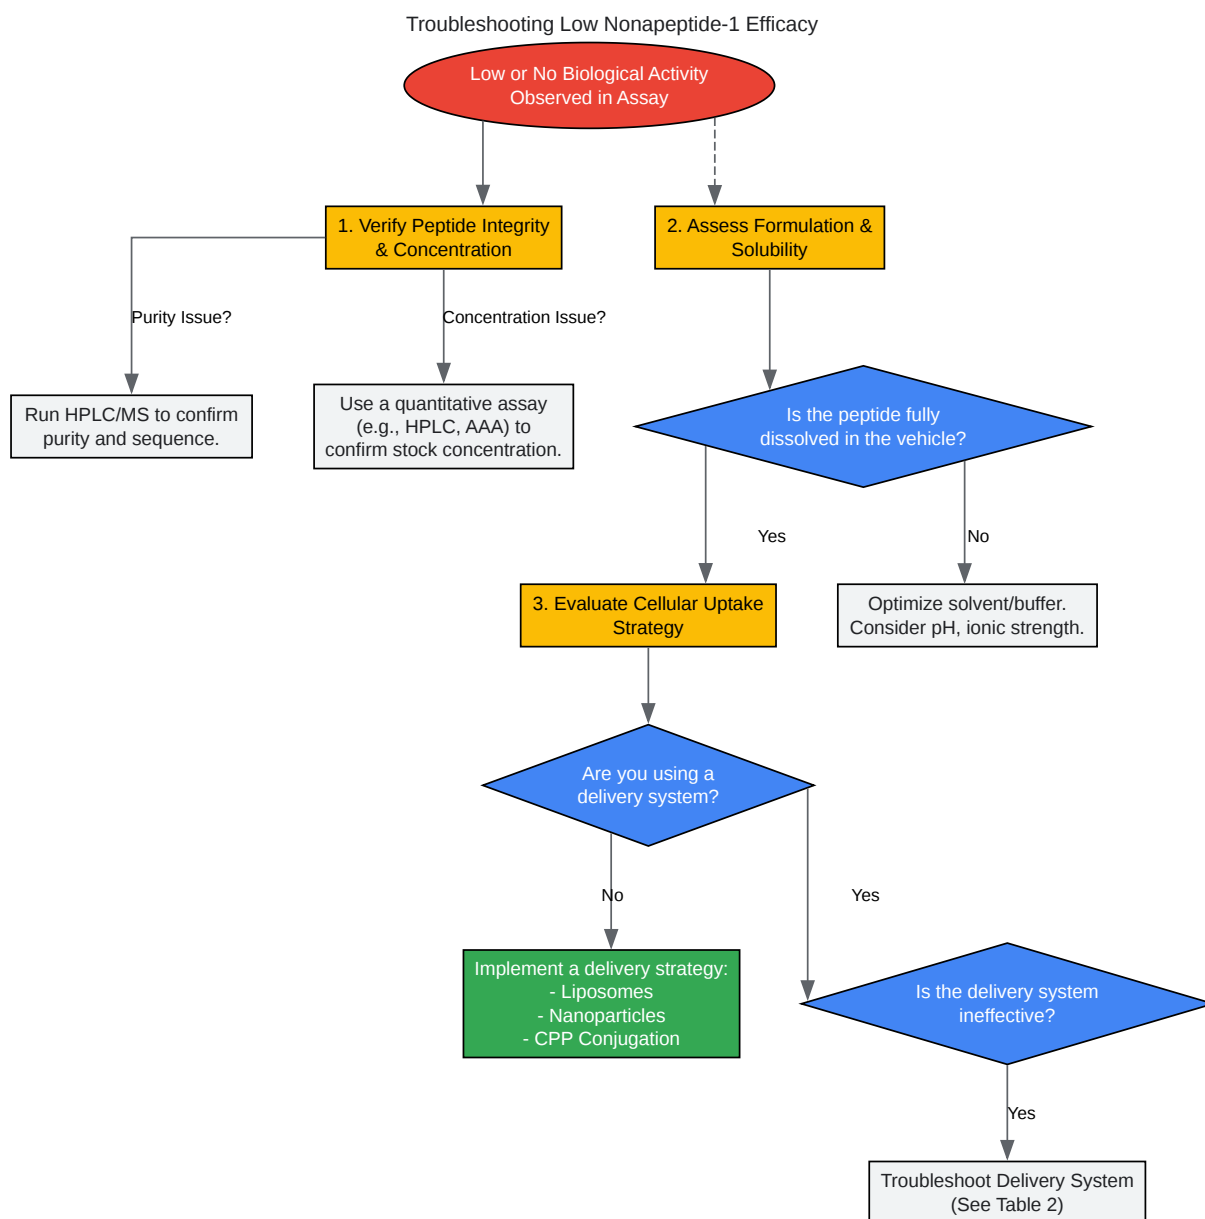 Troubleshooting Low Nonapeptide-1 Efficacy
Low or No Biological Activity
Observed in Assay
1. Verify Peptide Integrity
& Concentration
2. Assess Formulation &
Solubility
Purity Issue?
Concentration Issue?
Run HPLC/MS to confirm
purity and sequence.
Use a quantitative assay
(e.g., HPLC, AAA) to
confirm stock concentration.
Is the peptide fully
dissolved in the vehicle?
Yes
No
3. Evaluate Cellular Uptake
Strategy
Optimize solvent/buffer.
Consider pH, ionic strength.
Are you using a
delivery system?
No
Yes
Implement a delivery strategy:
- Liposomes
- Nanoparticles
- CPP Conjugation
Is the delivery system
ineffective?
Yes
Troubleshoot Delivery System
(See Table 2)